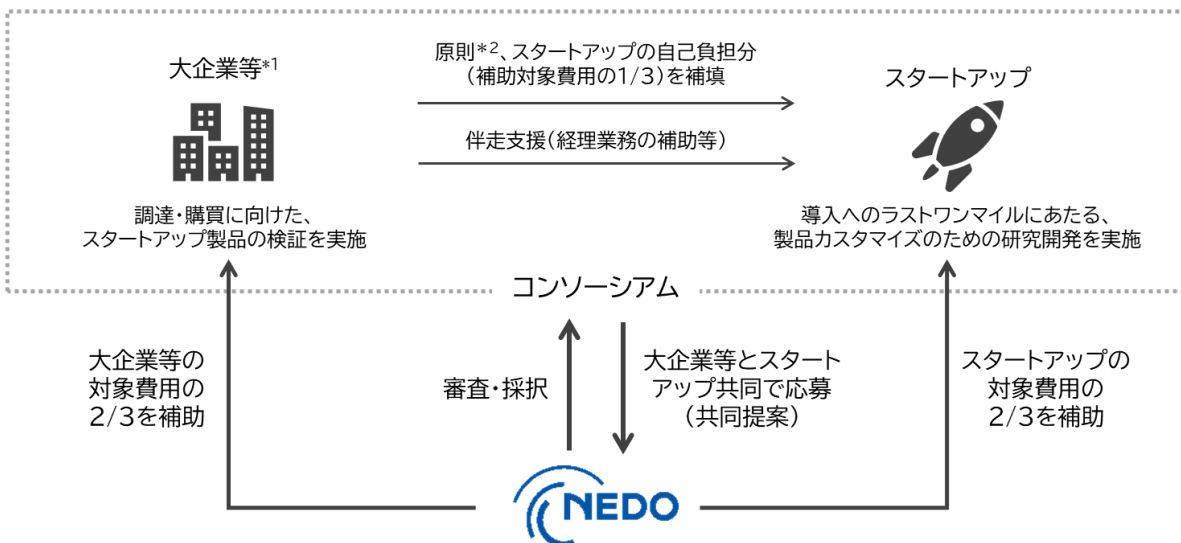 大企業等*1
原則*2、スタートアップの自己負担分
（補助対象費用の1/3）を補填
スタートアップ
伴走支援（経理業務の補助等）
調達・購買に向けた、
スタートアップ製品の検証を実施
導入へのラストワンマイルにあたる、
製品カスタマイズのための研究開発を実施
コンソーシアム
大企業等の
対象費用の
2/3を補助
審査・採択
大企業等とスタート
アップ共同で応募
（共同提案）
スタートアップの
対象費用の
2/3を補助
NEDO